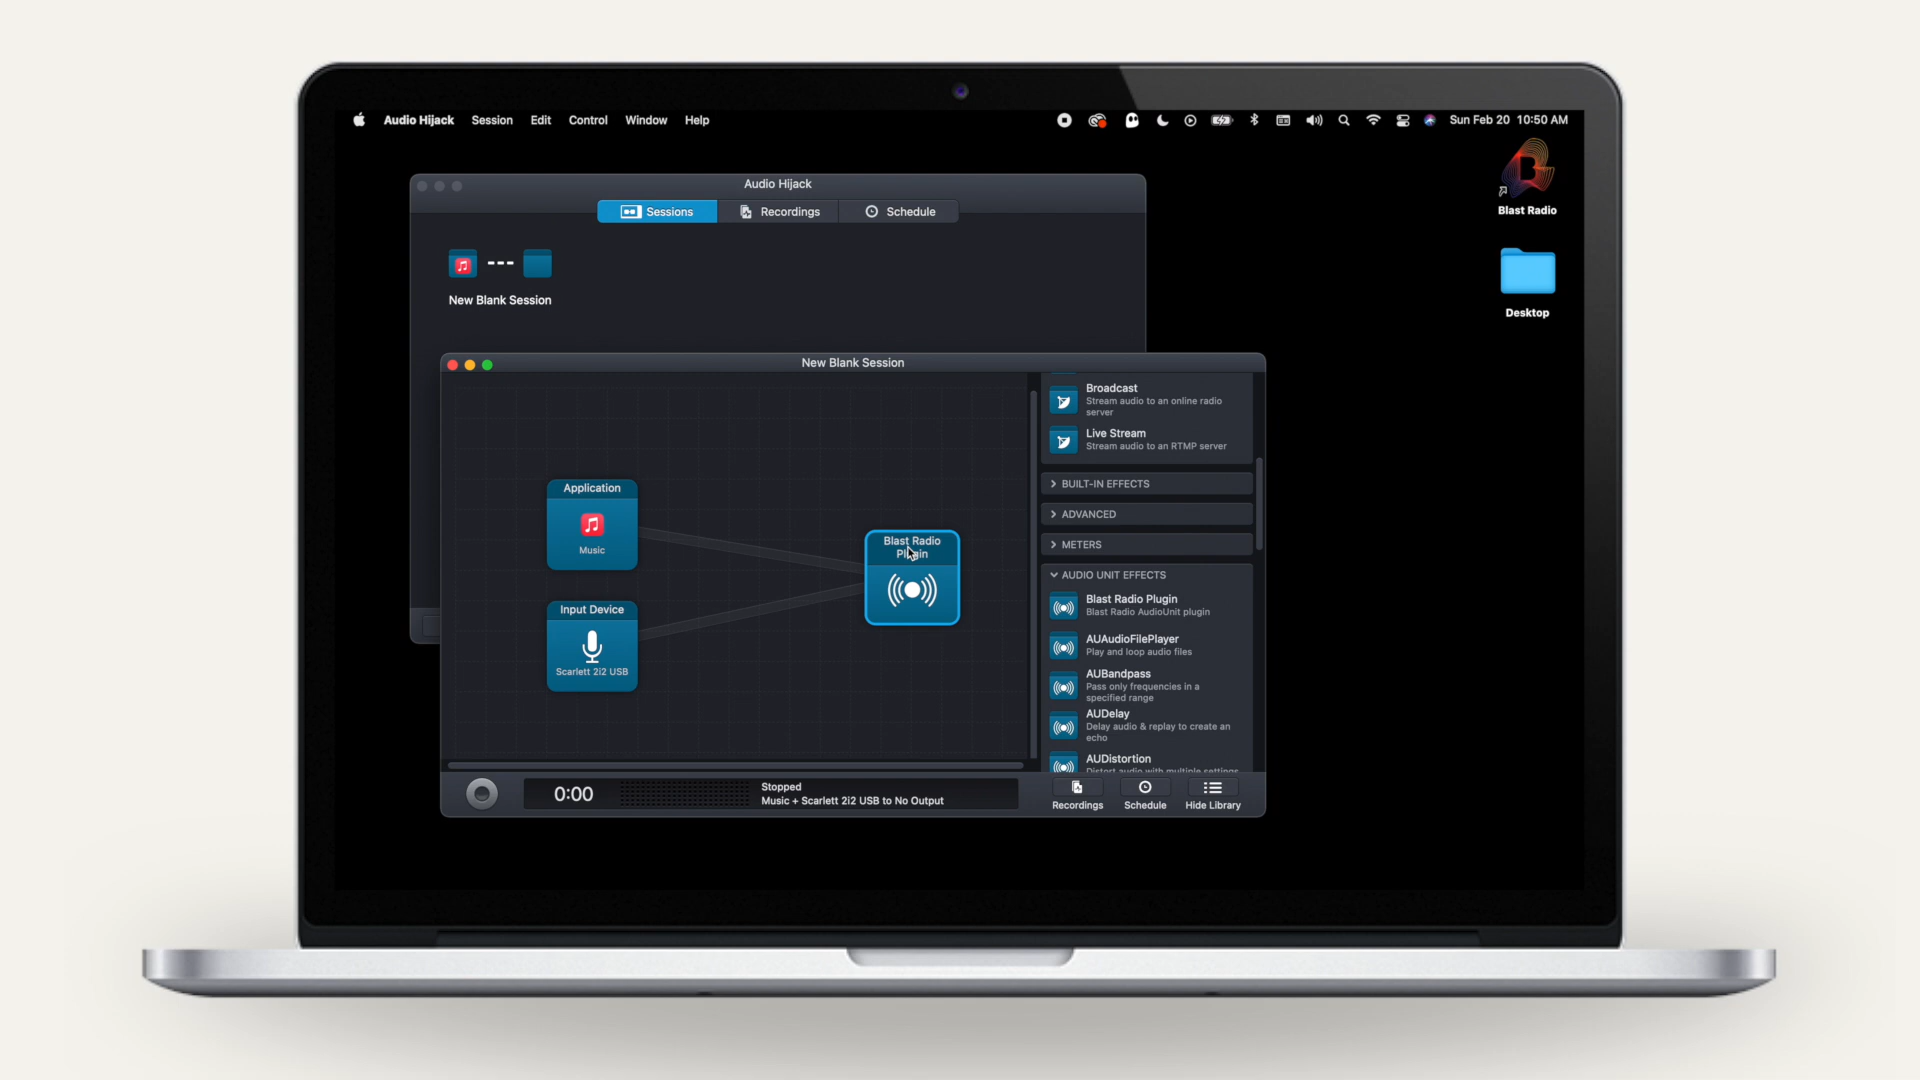 Audio Hijack Session Edit Control Window Help
Sun Feb 20 10:50 AM
Blast Radio
Desktop
Audio Hijack
Sessions
Recordings
Schedule
New Blank Session
New Blank Session
Application
Music
Input Device
Scarlett 2i2 USB
Blast Radio
Plugin
Broadcast
Stream audio to an online radio
server
Live Stream
Stream audio to an RTMP server
BUILT-IN EFFECTS
ADVANCED
METERS
AUDIO UNIT EFFECTS
Blast Radio Plugin
Blast Radio AudioUnit plugin
AUAudioFilePlayer
Play and loop audio files
AUBandpass
Pass only frequencies in a
specified range
AUDelay
Delay audio & replay to create an
echo
AUDistortion
Distort audio with multiple settings
0:00
Stopped
Music + Scarlett 2i2 USB to No Output
Recordings
Schedule
Hide Library